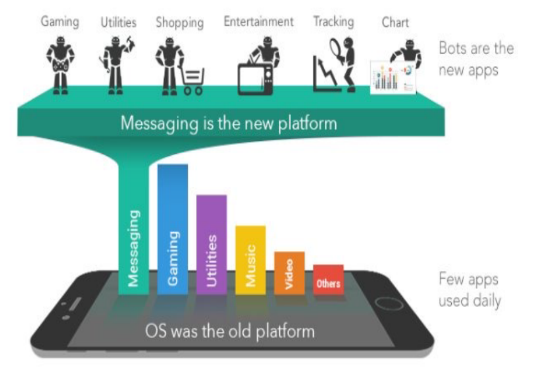 Gaming Utilities Shopping Entertainment Tracking Chart
Bots are the
new apps
Messaging is the new platform
Messaging
Gaming
Utilities
Music
Video
Others
Few apps
used daily
OS was the old platform